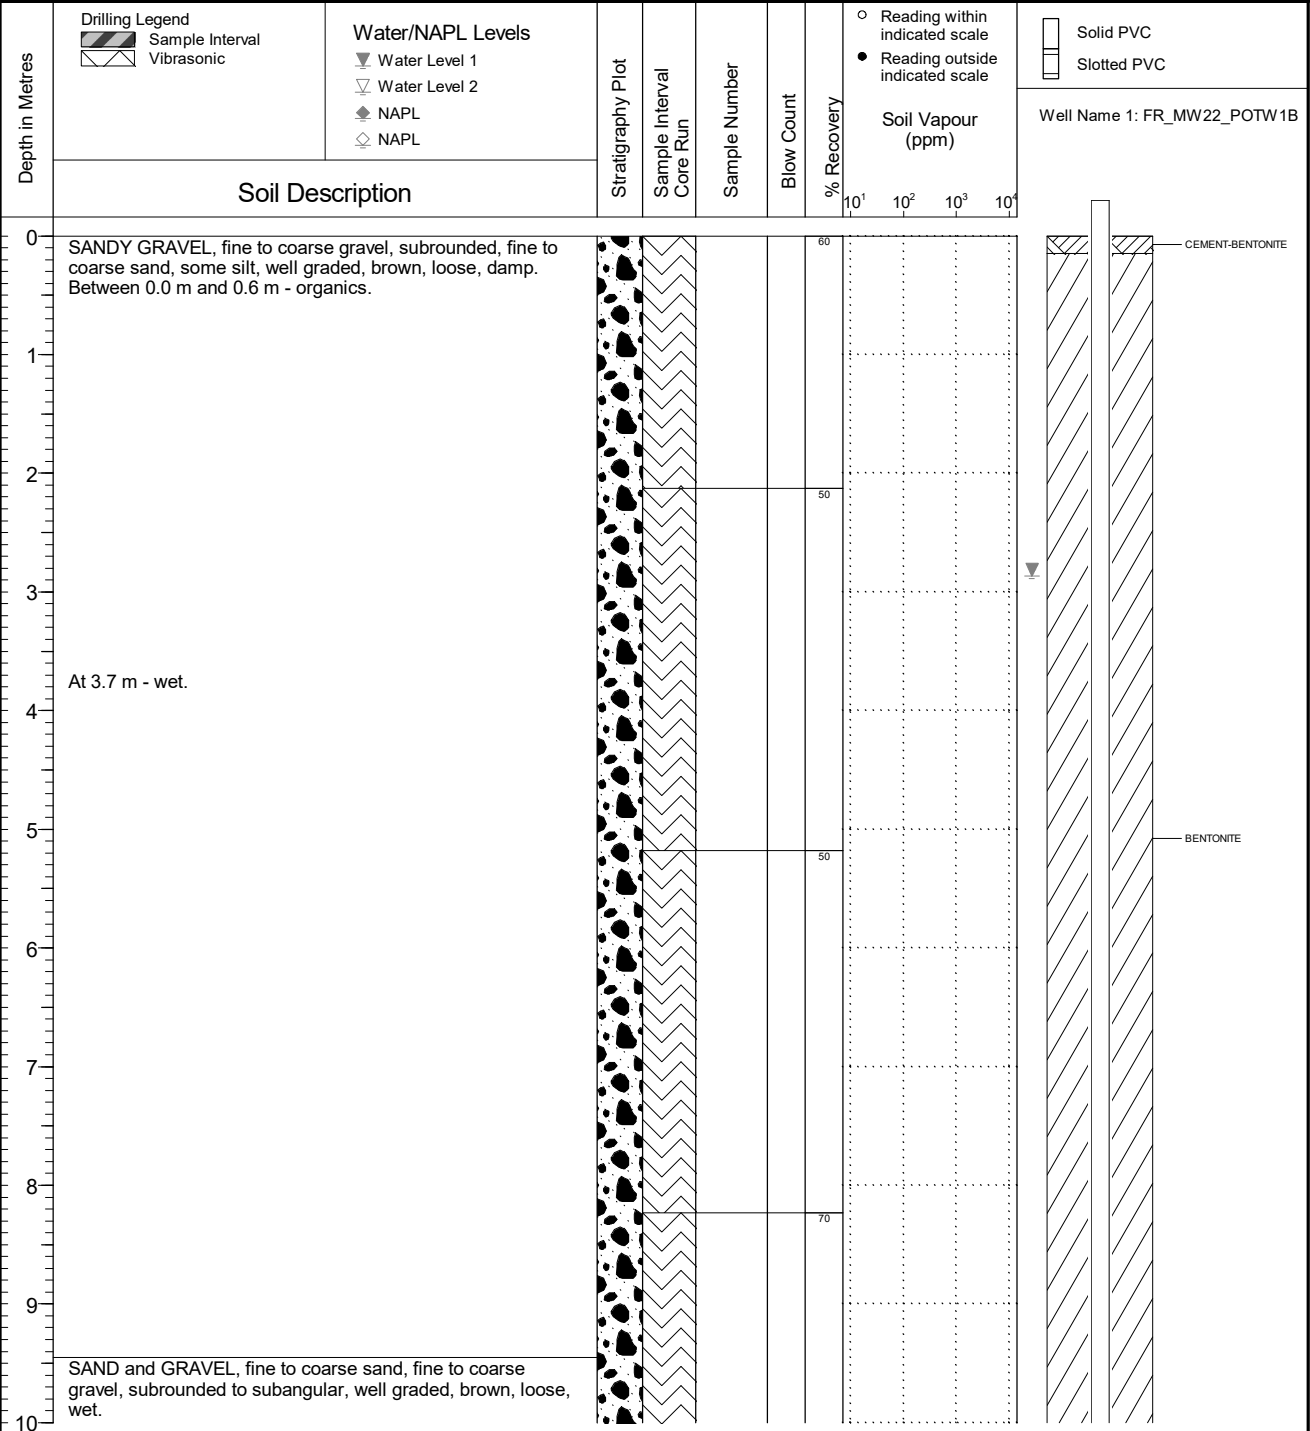 Drilling Legend
Sample Interval
Vibrasonic
Water/NAPL Levels
Water Level 1
Water Level 2
NAPL
NAPL
Depth in Metres
Soil Description
Stratigraphy Plot
Sample Interval
Core Run
Sample Number
Blow Count
% Recovery
Reading within
indicated scale
Reading outside
indicated scale
Soil Vapour
(ppm)
10¹ 10² 10³ 10⁴
Solid PVC
Slotted PVC
Well Name 1: FR_MW22_POTW1B
0
SANDY GRAVEL, fine to coarse gravel, subrounded, fine to
coarse sand, some silt, well graded, brown, loose, damp.
Between 0.0 m and 0.6 m - organics.
60
CEMENT-BENTONITE
1
2
50
3
At 3.7 m - wet.
4
5
BENTONITE
50
6
7
8
70
9
SAND and GRAVEL, fine to coarse sand, fine to coarse
gravel, subrounded to subangular, well graded, brown, loose,
wet.
10